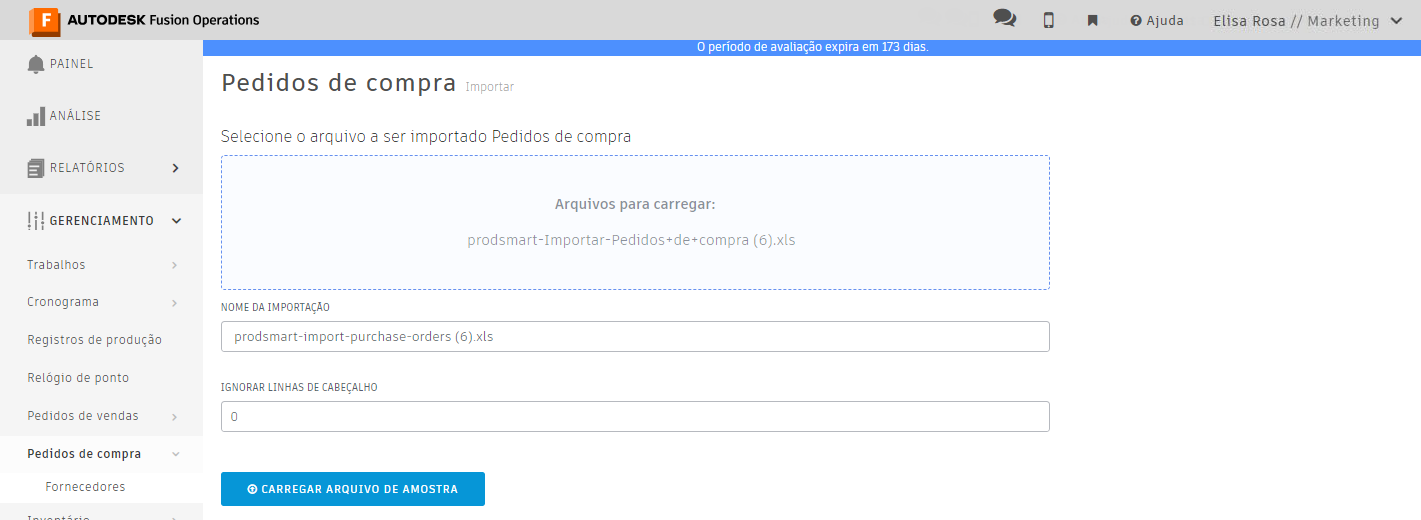 F AUTODESK Fusion Operations
Ajuda
Elisa Rosa // Marketing
O período de avaliação expira em 173 dias.
PAINEL
ANÁLISE
RELATÓRIOS
GERENCIAMENTO
Trabalhos
Cronograma
Registros de produção
Relógio de ponto
Pedidos de vendas
Pedidos de compra
Fornecedores
Inventário
Pedidos de compra Importar
Selecione o arquivo a ser importado Pedidos de compra
Arquivos para carregar:
prodsmart-Importar-Pedidos+de+compra (6).xls
NOME DA IMPORTAÇÃO
prodsmart-import-purchase-orders (6).xls
IGNORAR LINHAS DE CABEÇALHO
0
CARREGAR ARQUIVO DE AMOSTRA